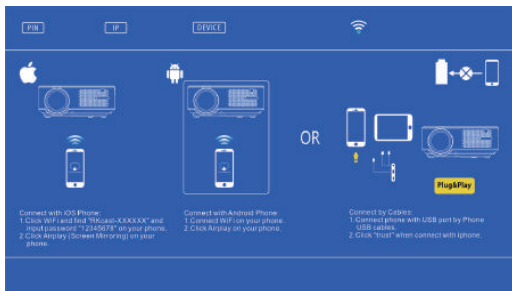 PIN
IP
DEVICE
OR
Plug&Play
Connect with iOS Phone:
1.Click WiFi and find "RKcast-XXXXXX" and
input password "12345678" on your phone.
2.Click Airplay (Screen Mirroring) on your
phone.
Connect with Android Phone
1.Connect WiFi on your phone.
2.Click Airplay on your phone.
Connect by Cables:
1. Connect phone with USB port by Phone
USB cables.
2. Click "trust" when connect with iphone.